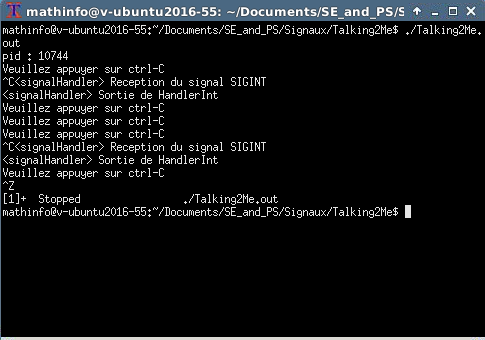 mathinfo@v-ubuntu2016-55: ~/Documents/SE_and_PS/S
mathinfo@v-ubuntu2016-55:~/Documents/SE_and_PS/Signaux/Talking2Me$ ./Talking2Me.
out
pid : 10744
Veuillez appuyer sur ctrl-C
^C<signalHandler> Reception du signal SIGINT
<signalHandler> Sortie de HandlerInt
Veuillez appuyer sur ctrl-C
Veuillez appuyer sur ctrl-C
Veuillez appuyer sur ctrl-C
^C<signalHandler> Reception du signal SIGINT
<signalHandler> Sortie de HandlerInt
Veuillez appuyer sur ctrl-C
^Z
[1]+  Stopped                 ./Talking2Me.out
mathinfo@v-ubuntu2016-55:~/Documents/SE_and_PS/Signaux/Talking2Me$